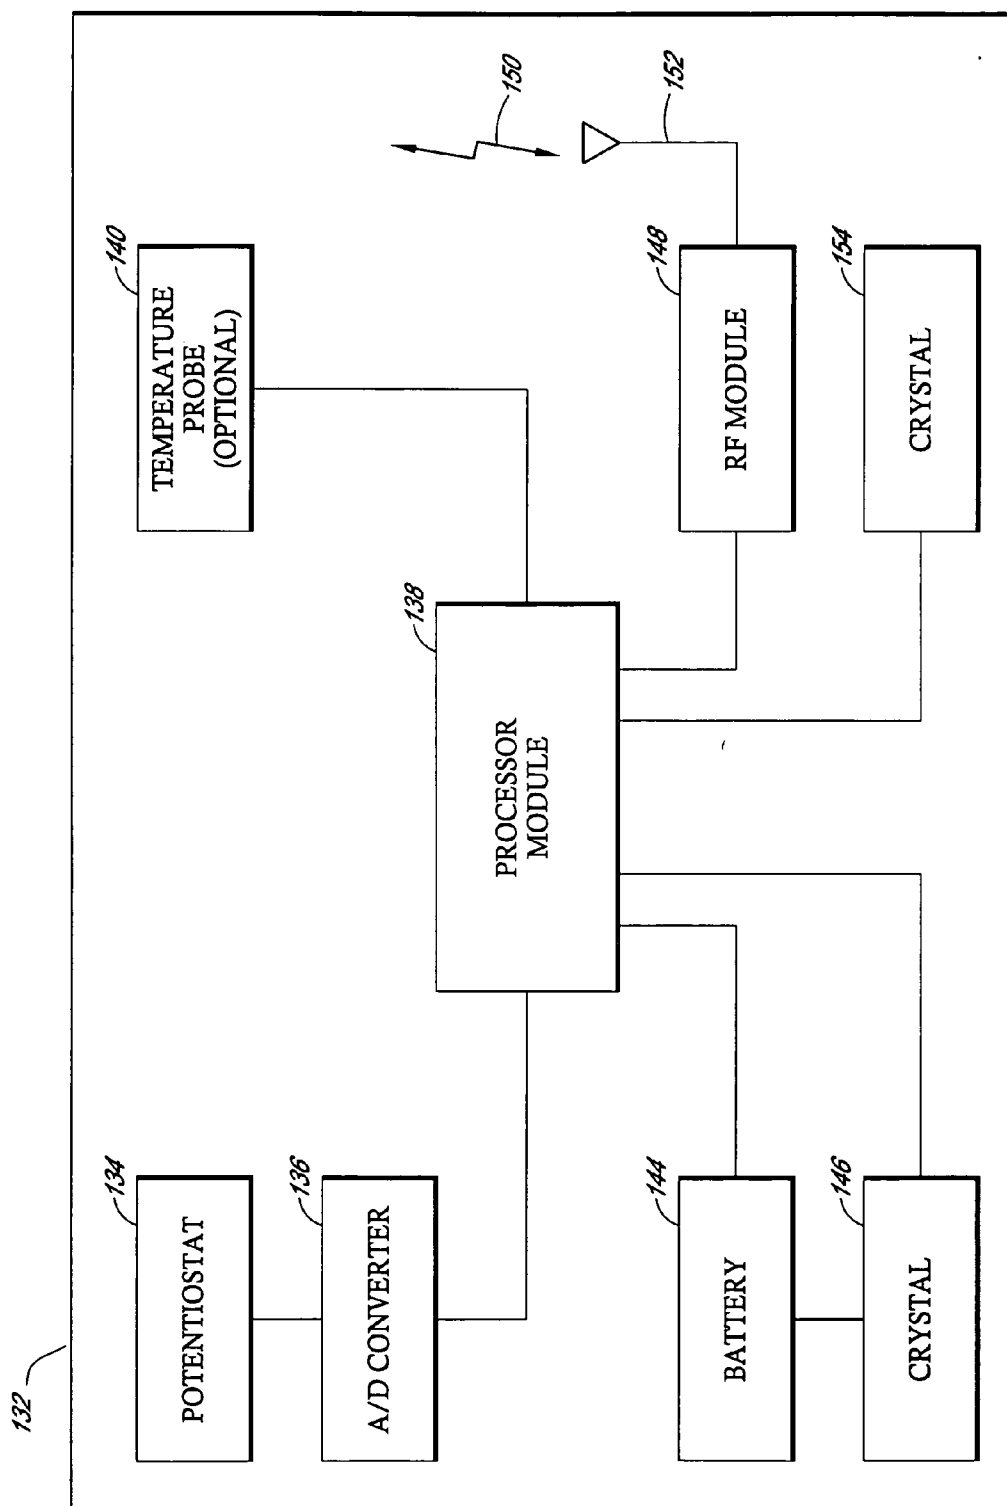 132
134
POTENTIOSTAT
136
A/D CONVERTER
138
PROCESSOR
MODULE
140
TEMPERATURE
PROBE
(OPTIONAL)
150
152
144
BATTERY
146
CRYSTAL
148
RF MODULE
154
CRYSTAL